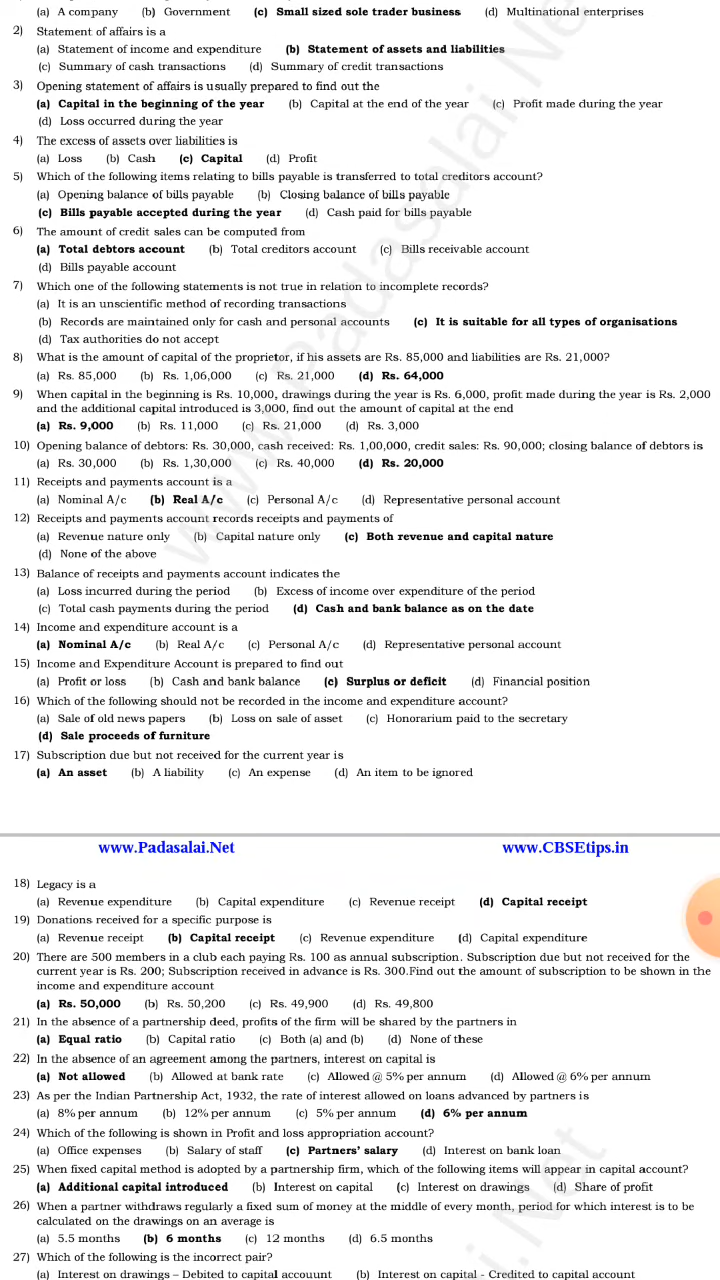 (a) A company (b) Government (c) Small sized sole trader business (d) Multinational enterprises
2) Statement of affairs is a
(a) Statement of income and expenditure (b) Statement of assets and liabilities
(c) Summary of cash transactions (d) Summary of credit transactions
3) Opening statement of affairs is usually prepared to find out the
(a) Capital in the beginning of the year (b) Capital at the end of the year (c) Profit made during the year
(d) Loss occurred during the year
4) The excess of assets over liabilities is
(a) Loss (b) Cash (c) Capital (d) Profit
5) Which of the following items relating to bills payable is transferred to total creditors account?
(a) Opening balance of bills payable (b) Closing balance of bills payable
(c) Bills payable accepted during the year (d) Cash paid for bills payable
6) The amount of credit sales can be computed from
(a) Total debtors account (b) Total creditors account (c) Bills receivable account
(d) Bills payable account
7) Which one of the following statements is not true in relation to incomplete records?
(a) It is an unscientific method of recording transactions
(b) Records are maintained only for cash and personal accounts (c) It is suitable for all types of organisations
(d) Tax authorities do not accept
8) What is the amount of capital of the proprietor, if his assets are Rs. 85,000 and liabilities are Rs. 21,000?
(a) Rs. 85,000 (b) Rs. 1,06,000 (c) Rs. 21,000 (d) Rs. 64,000
9) When capital in the beginning is Rs. 10,000, drawings during the year is Rs. 6,000, profit made during the year is Rs. 2,000
and the additional capital introduced is 3,000, find out the amount of capital at the end
(a) Rs. 9,000 (b) Rs. 11,000 (c) Rs. 21,000 (d) Rs. 3,000
10) Opening balance of debtors: Rs. 30,000, cash received: Rs. 1,00,000, credit sales: Rs. 90,000; closing balance of debtors is
(a) Rs. 30,000 (b) Rs. 1,30,000 (c) Rs. 40,000 (d) Rs. 20,000
11) Receipts and payments account is a
(a) Nominal A/c (b) Real A/c (c) Personal A/c (d) Representative personal account
12) Receipts and payments account records receipts and payments of
(a) Revenue nature only (b) Capital nature only (c) Both revenue and capital nature
(d) None of the above
13) Balance of receipts and payments account indicates the
(a) Loss incurred during the period (b) Excess of income over expenditure of the period
(c) Total cash payments during the period (d) Cash and bank balance as on the date
14) Income and expenditure account is a
(a) Nominal A/c (b) Real A/c (c) Personal A/c (d) Representative personal account
15) Income and Expenditure Account is prepared to find out
(a) Profit or loss (b) Cash and bank balance (c) Surplus or deficit (d) Financial position
16) Which of the following should not be recorded in the income and expenditure account?
(a) Sale of old news papers (b) Loss on sale of asset (c) Honorarium paid to the secretary
(d) Sale proceeds of furniture
17) Subscription due but not received for the current year is
(a) An asset (b) A liability (c) An expense (d) An item to be ignored
www.Padasalai.Net www.CBSEtips.in
18) Legacy is a
(a) Revenue expenditure (b) Capital expenditure (c) Revenue receipt (d) Capital receipt
19) Donations received for a specific purpose is
(a) Revenue receipt (b) Capital receipt (c) Revenue expenditure (d) Capital expenditure
20) There are 500 members in a club each paying Rs. 100 as annual subscription. Subscription due but not received for the
current year is Rs. 200; Subscription received in advance is Rs. 300.Find out the amount of subscription to be shown in the
income and expenditure account
(a) Rs. 50,000 (b) Rs. 50,200 (c) Rs. 49,900 (d) Rs. 49,800
21) In the absence of a partnership deed, profits of the firm will be shared by the partners in
(a) Equal ratio (b) Capital ratio (c) Both (a) and (b) (d) None of these
22) In the absence of an agreement among the partners, interest on capital is
(a) Not allowed (b) Allowed at bank rate (c) Allowed @ 5% per annum (d) Allowed @ 6% per annum
23) As per the Indian Partnership Act, 1932, the rate of interest allowed on loans advanced by partners is
(a) 8% per annum (b) 12% per annum (c) 5% per annum (d) 6% per annum
24) Which of the following is shown in Profit and loss appropriation account?
(a) Office expenses (b) Salary of staff (c) Partners' salary (d) Interest on bank loan
25) When fixed capital method is adopted by a partnership firm, which of the following items will appear in capital account?
(a) Additional capital introduced (b) Interest on capital (c) Interest on drawings (d) Share of profit
26) When a partner withdraws regularly a fixed sum of money at the middle of every month, period for which interest is to be
calculated on the drawings on an average is
(a) 5.5 months (b) 6 months (c) 12 months (d) 6.5 months
27) Which of the following is the incorrect pair?
(a) Interest on drawings – Debited to capital accouunt (b) Interest on capital - Credited to capital account
www.Padasalai.Ne
i.Net